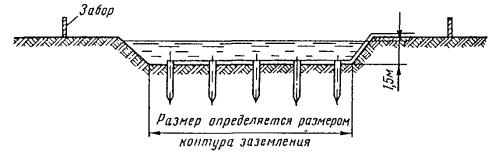 Забор
1,5м
Размер определяется размером
контура заземления